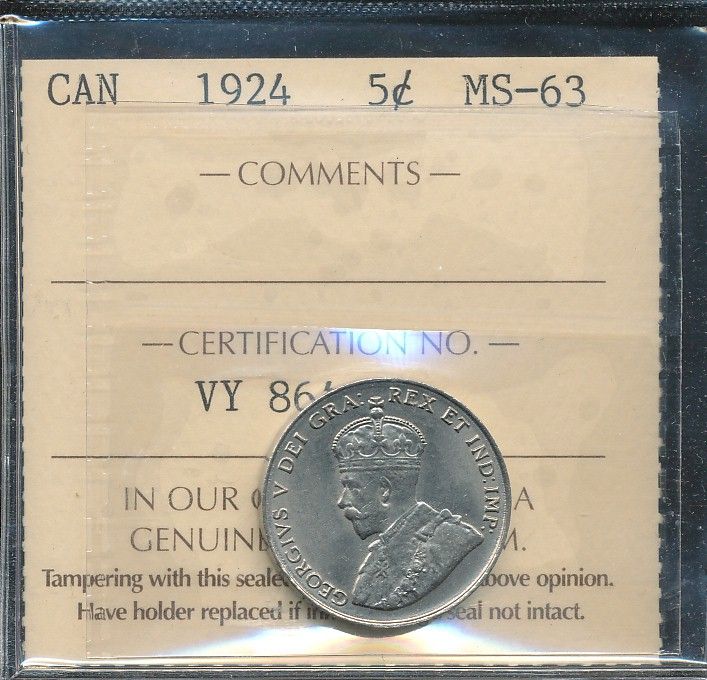 CAN 1924 5¢ MS-63
— COMMENTS —
— CERTIFICATION NO. —
VY 86
GEORGIVS V DEI GRA: REX ET IND: IMP:
IN OUR A
GENUINE
Tampering with this sealed above opinion.
Have holder replaced if seal not intact.